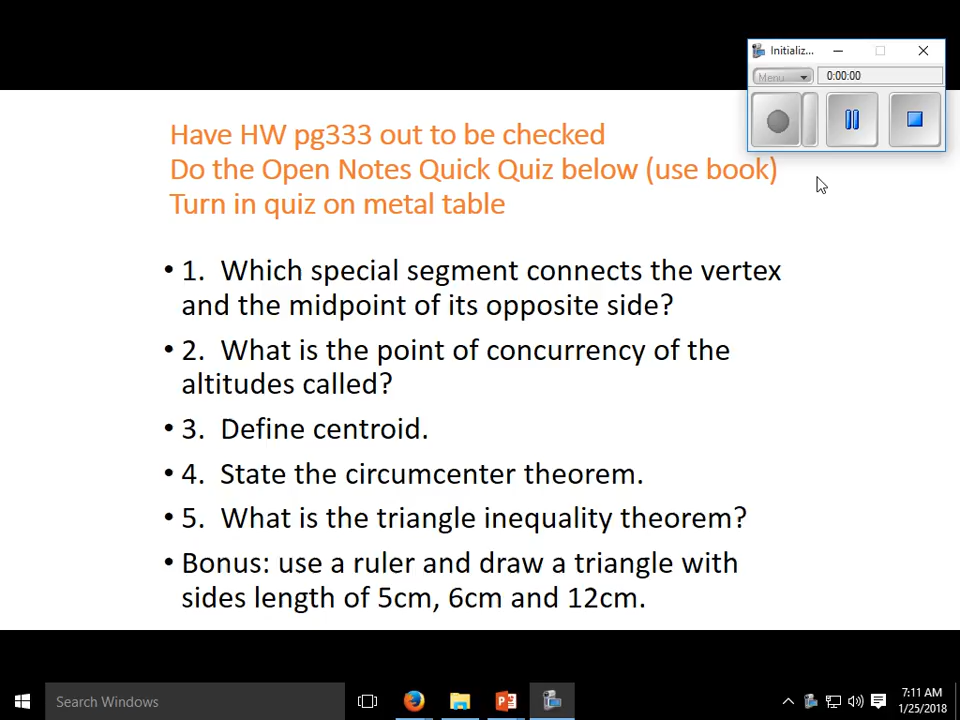 Initializ...
Menu
0:00:00
Have HW pg333 out to be checked
Do the Open Notes Quick Quiz below (use book)
Turn in quiz on metal table
• 1. Which special segment connects the vertex
and the midpoint of its opposite side?
• 2. What is the point of concurrency of the
altitudes called?
• 3. Define centroid.
• 4. State the circumcenter theorem.
• 5. What is the triangle inequality theorem?
• Bonus: use a ruler and draw a triangle with
sides length of 5cm, 6cm and 12cm.
Search Windows
7:11 AM
1/25/2018